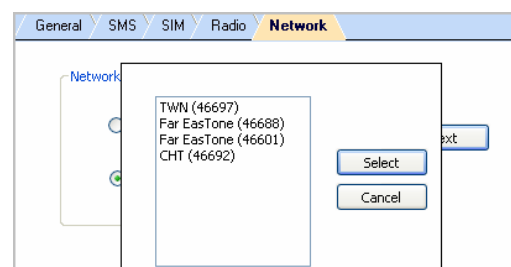 General SMS SIM Radio Network
Network
TWN (46697)
Far EasTone (46688)
Far EasTone (46601)
CHT (46692)
ext
Select
Cancel